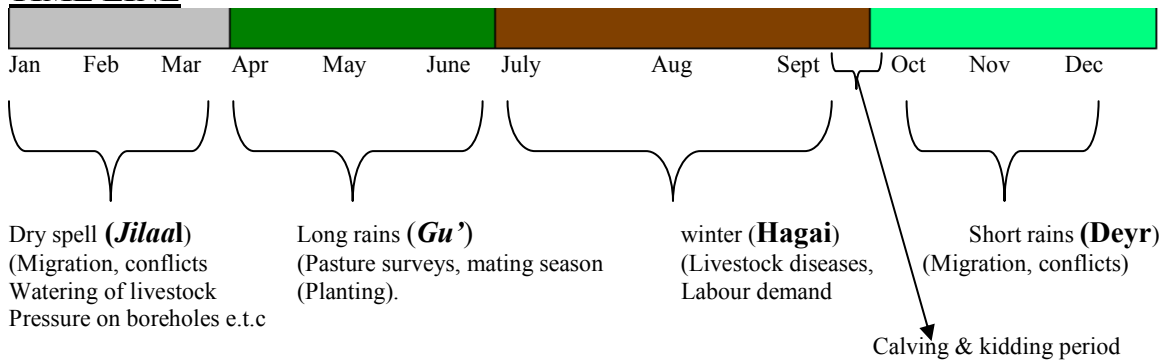 TIME LINE
Jan Feb Mar Apr May June July Aug Sept Oct Nov Dec
Dry spell (Jilaal)
(Migration, conflicts
Watering of livestock
Pressure on boreholes e.t.c
Long rains (Gu’)
(Pasture surveys, mating season
(Planting).
winter (Hagai)
(Livestock diseases,
Labour demand
Short rains (Deyr)
(Migration, conflicts)
Calving & kidding period